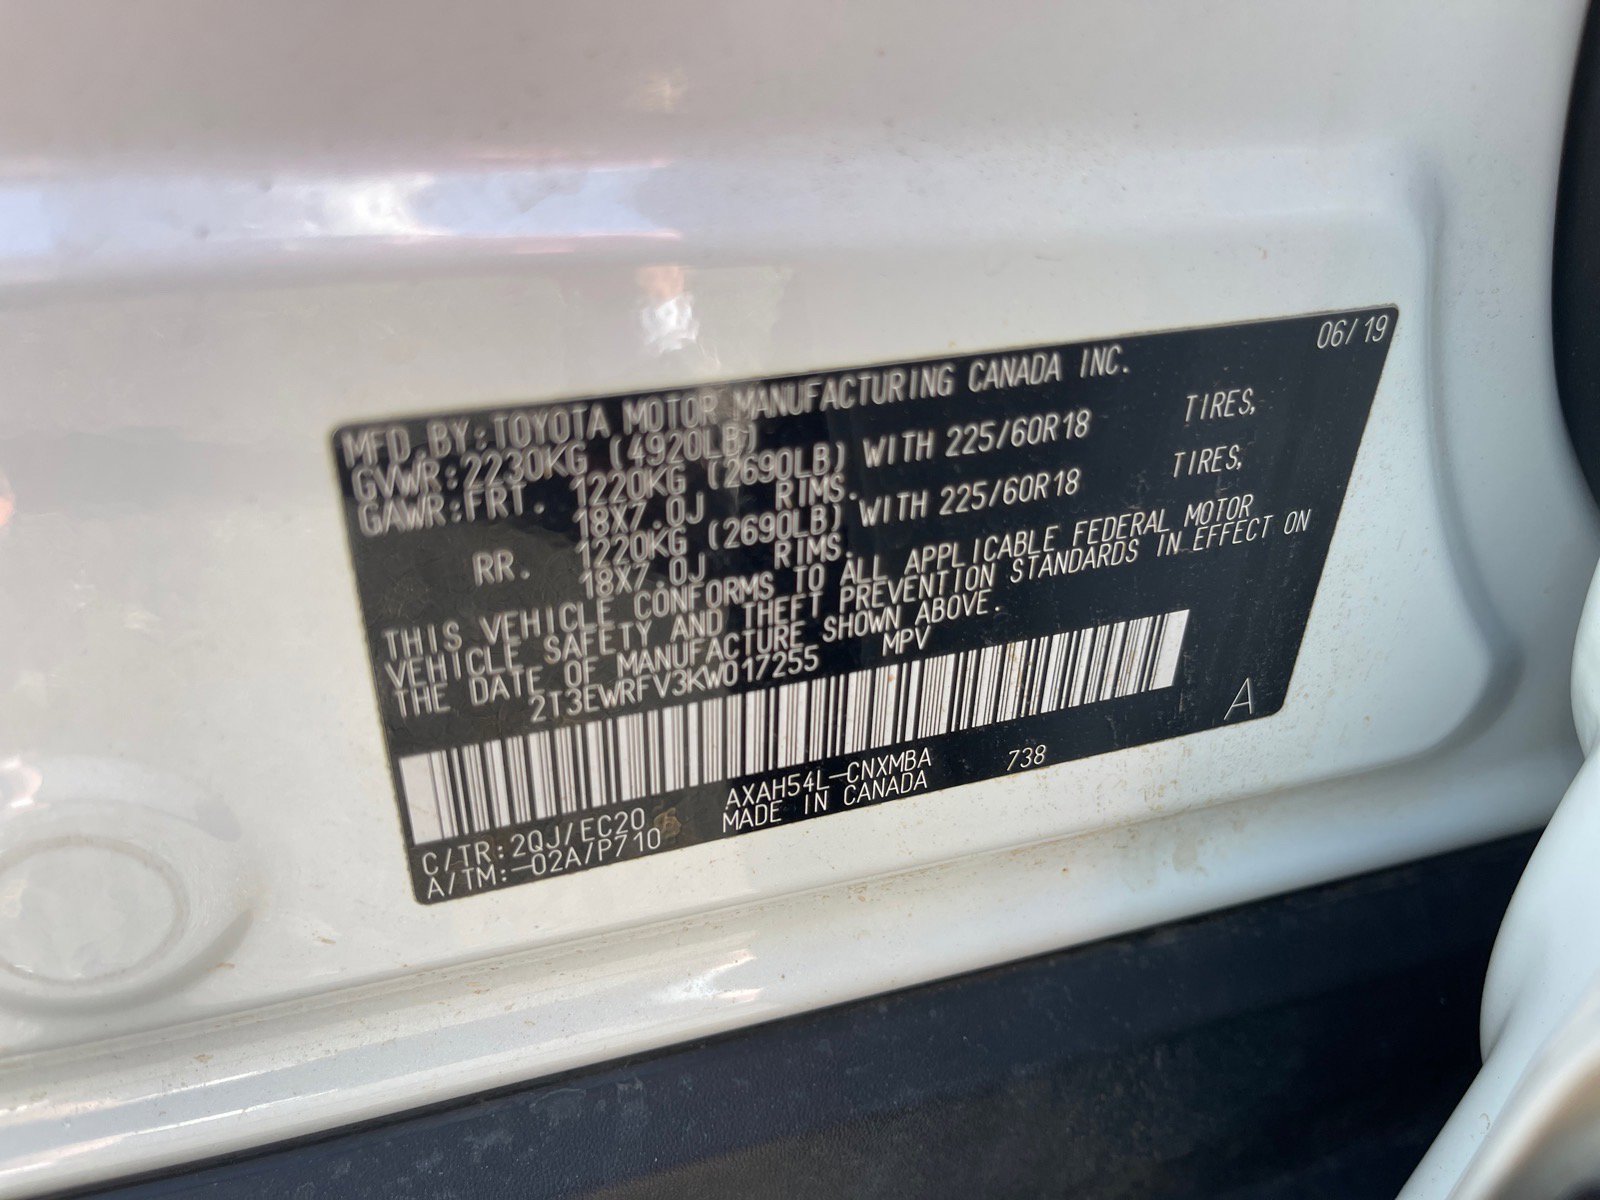 06/19
MFD.BY:TOYOTA MOTOR MANUFACTURING CANADA INC.
GVWR:2230KG (4920LB)
GAWR:FRT. 1220KG (2690LB) WITH 225/60R18 TIRES,
18X7.0J RIMS.
RR. 1220KG (2690LB) WITH 225/60R18 TIRES,
18X7.0J RIMS.
THIS VEHICLE CONFORMS TO ALL APPLICABLE FEDERAL MOTOR
VEHICLE SAFETY AND THEFT PREVENTION STANDARDS IN EFFECT ON
THE DATE OF MANUFACTURE SHOWN ABOVE.
2T3EWRFV3KW017255 MPV
C/TR:2QJ/EC20 AXAH54L-CNXMBA 738 A
A/TM:-02A/P710 MADE IN CANADA